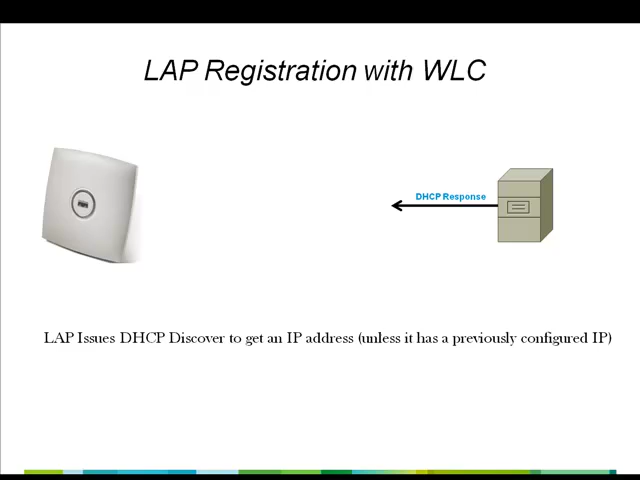 LAP Registration with WLC
DHCP Response
LAP Issues DHCP Discover to get an IP address (unless it has a previously configured IP)